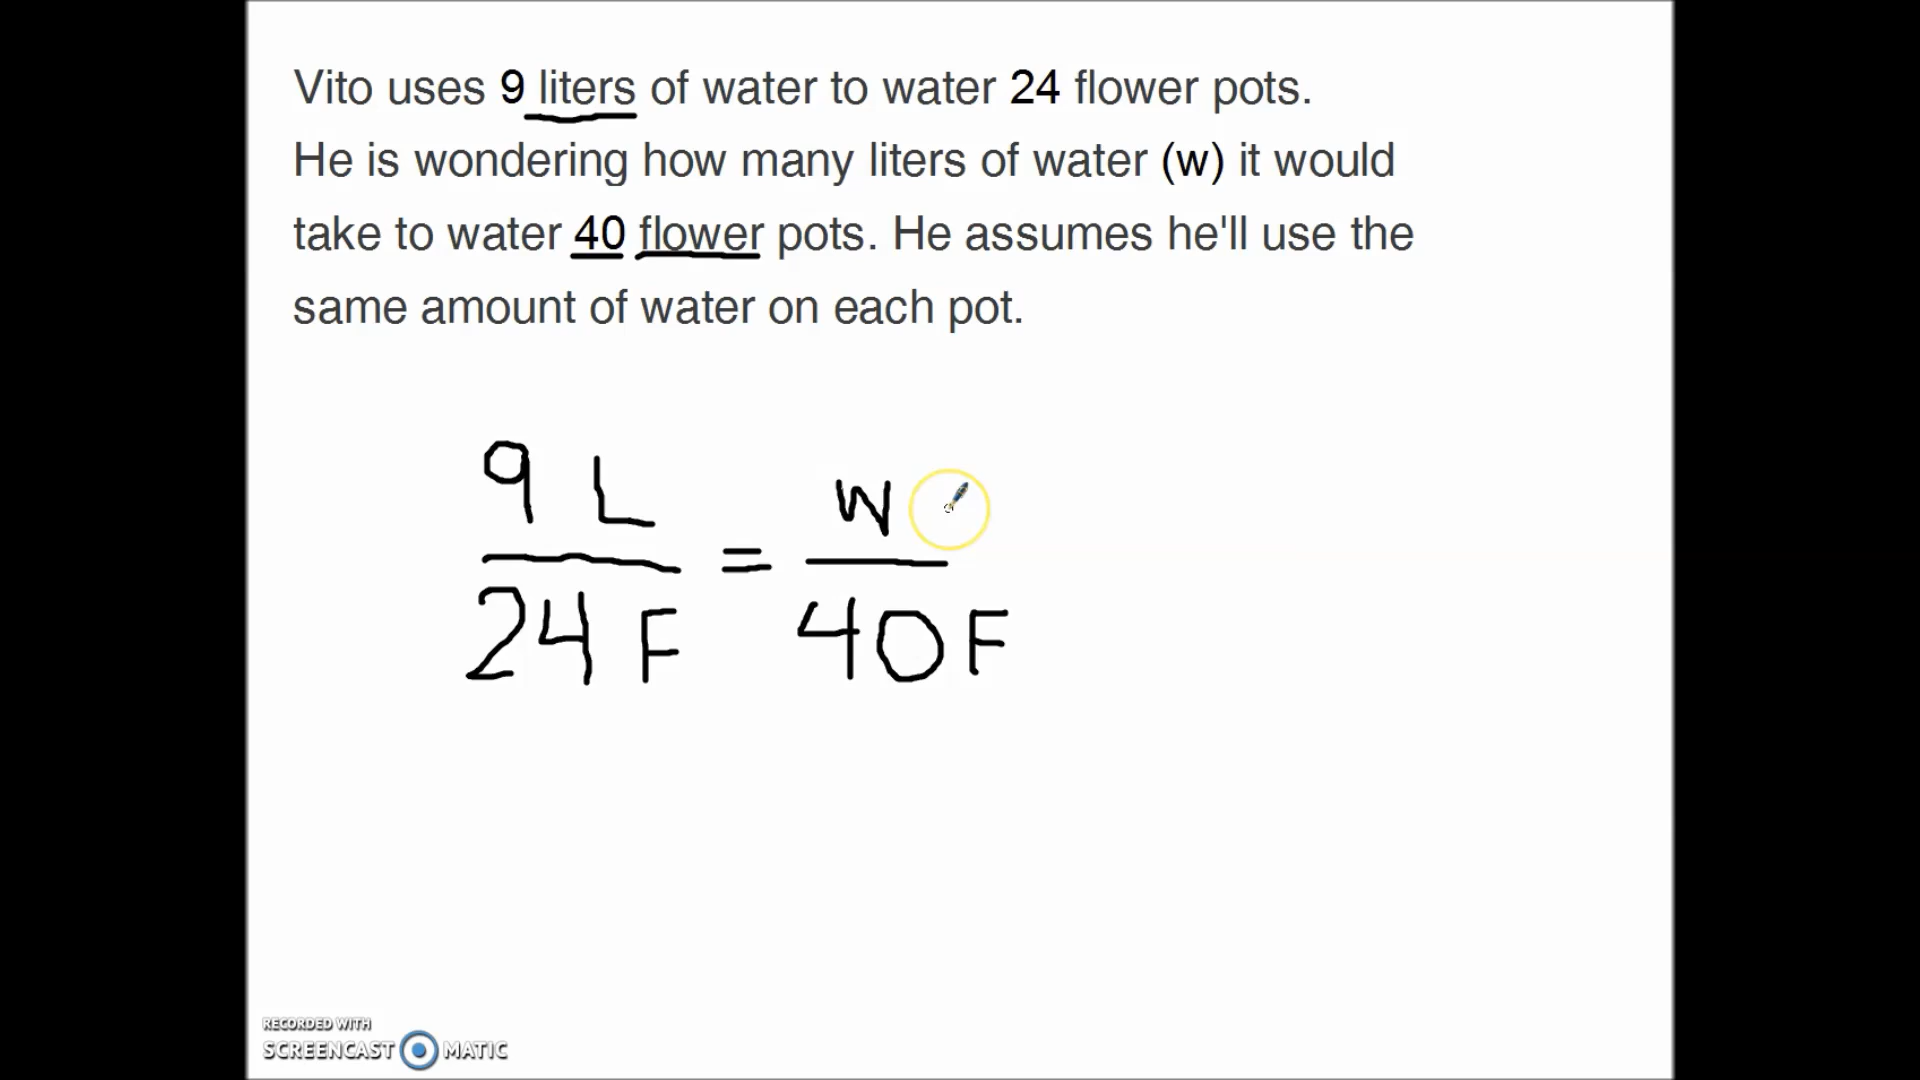 Vito uses 9 liters of water to water 24 flower pots.
He is wondering how many liters of water (w) it would
take to water 40 flower pots. He assumes he'll use the
same amount of water on each pot.
9 L
24 F
=
w
40 F
RECORDED WITH
SCREENCAST MATIC